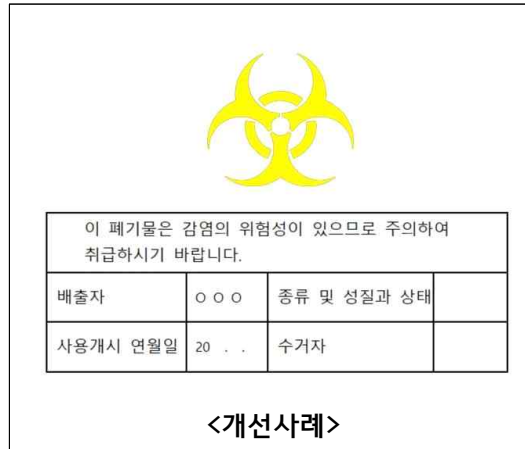 이 폐기물은 감염의 위험성이 있으므로 주의하여
취급하시기 바랍니다.
배출자 ○ ○ ○ 종류 및 성질과 상태
사용개시 연월일 20 . . 수거자
<개선사례>